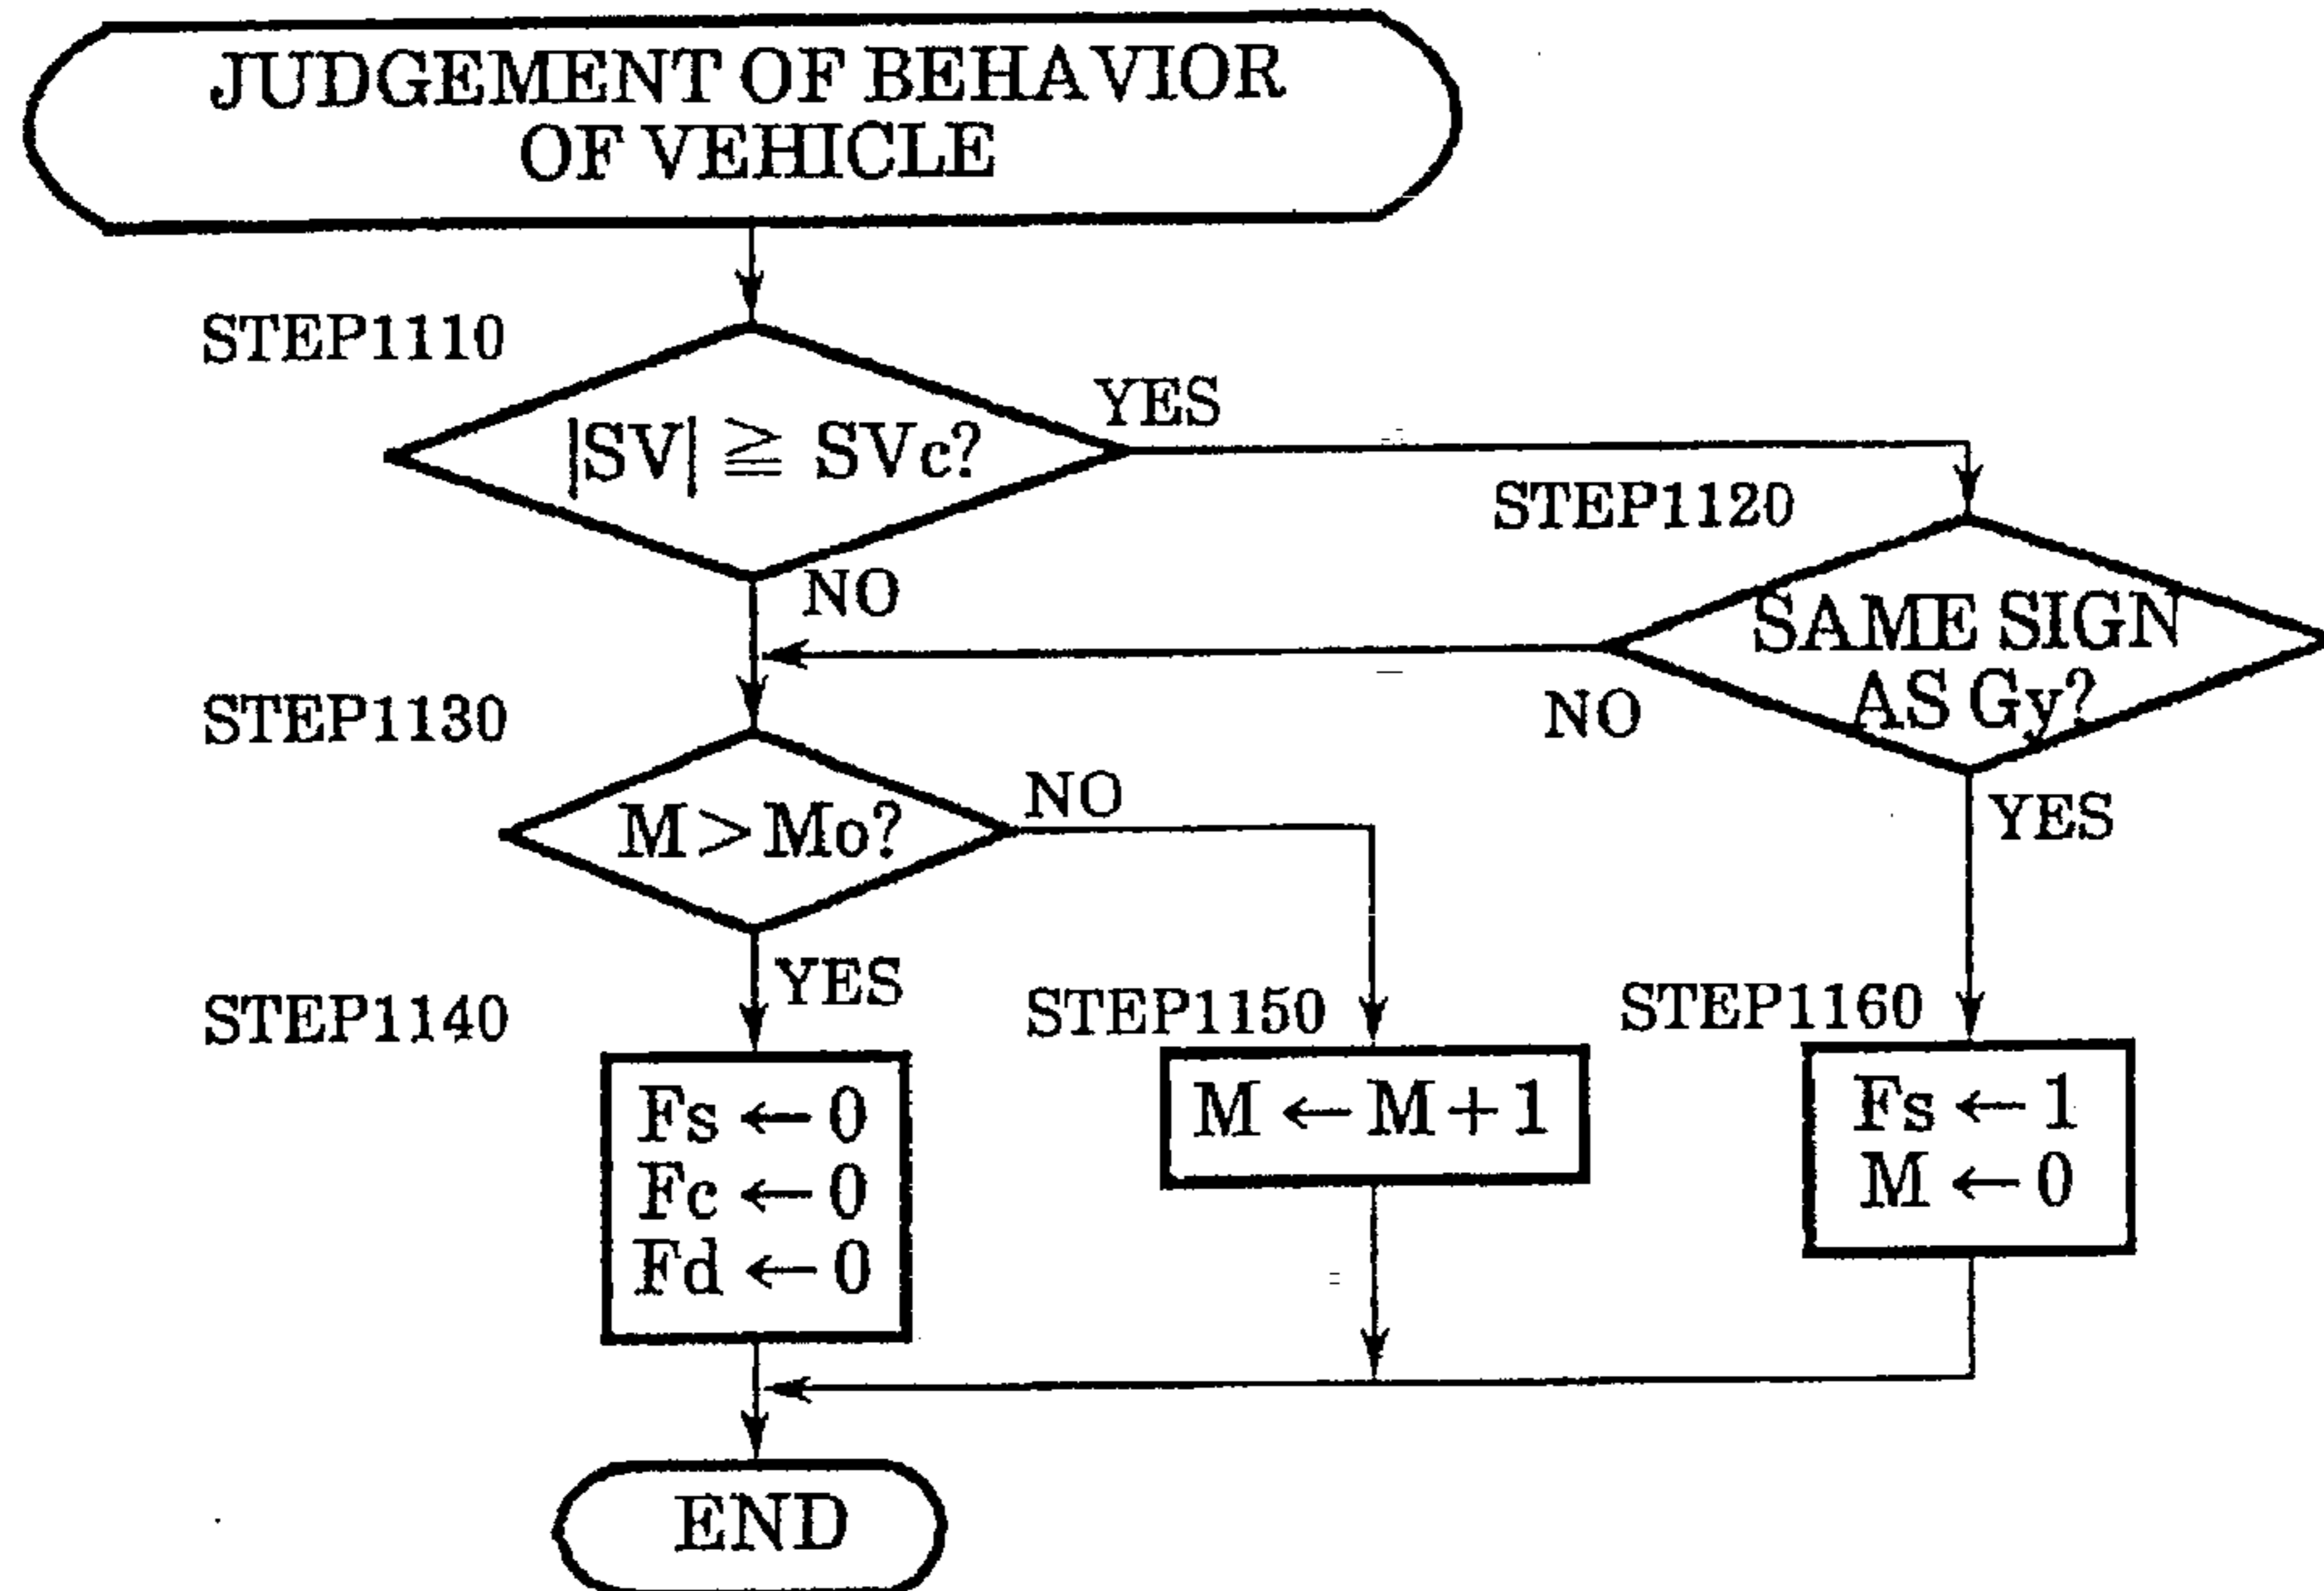 JUDGEMENT OF BEHAVIOR
OF VEHICLE
STEP1110
|SV| ≧ SVc?
YES
NO
STEP1120
SAME SIGN
AS Gy?
NO
YES
STEP1130
M > Mo?
NO
YES
STEP1140
Fs ← 0
Fc ← 0
Fd ← 0
STEP1150
M ← M + 1
STEP1160
Fs ← 1
M ← 0
END